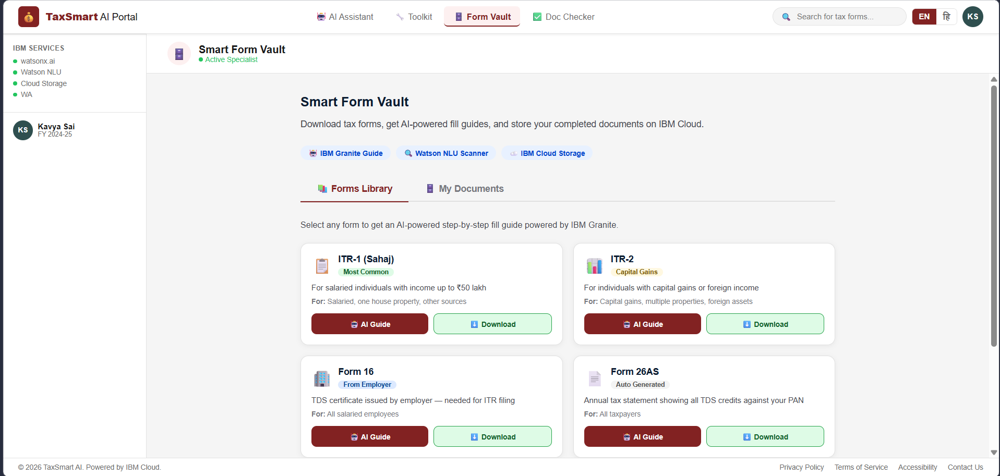 TaxSmart AI Portal
AI Assistant
Toolkit
Form Vault
Doc Checker
Search for tax forms...
EN
हि
KS
IBM SERVICES
watsonx.ai
Watson NLU
Cloud Storage
WA
KS
Kavya Sai
FY 2024-25
Smart Form Vault
Active Specialist
Smart Form Vault
Download tax forms, get AI-powered fill guides, and store your completed documents on IBM Cloud.
IBM Granite Guide
Watson NLU Scanner
IBM Cloud Storage
Forms Library
My Documents
Select any form to get an AI-powered step-by-step fill guide powered by IBM Granite.
ITR-1 (Sahaj)
Most Common
For salaried individuals with income up to ₹50 lakh
For: Salaried, one house property, other sources
AI Guide
Download
ITR-2
Capital Gains
For individuals with capital gains or foreign income
For: Capital gains, multiple properties, foreign assets
AI Guide
Download
Form 16
From Employer
TDS certificate issued by employer — needed for ITR filing
For: All salaried employees
AI Guide
Download
Form 26AS
Auto Generated
Annual tax statement showing all TDS credits against your PAN
For: All taxpayers
AI Guide
Download
© 2026 TaxSmart AI. Powered by IBM Cloud.
Privacy Policy
Terms of Service
Accessibility
Contact Us